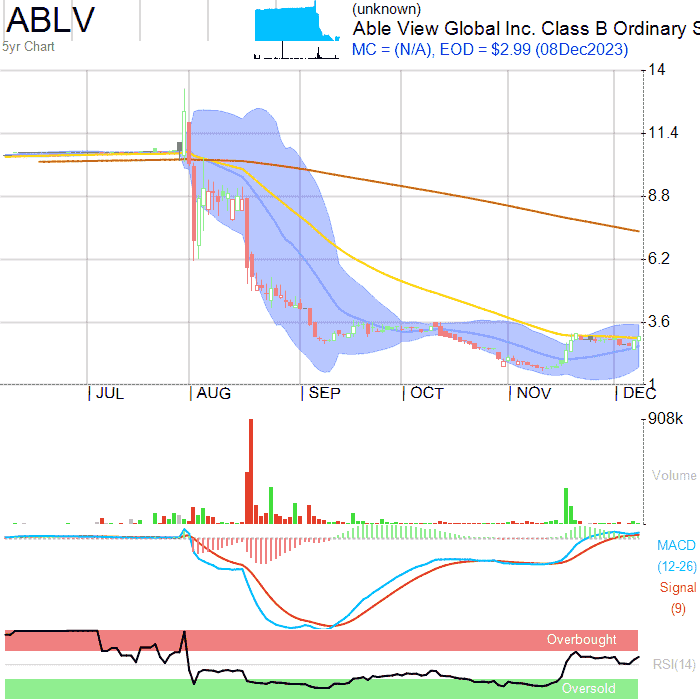 ABLV
5yr Chart
(unknown)
Able View Global Inc. Class B Ordinary S
MC = (N/A), EOD = $2.99 (08Dec2023)
14
11.4
8.8
6.2
3.6
1
JUL AUG SEP OCT NOV DEC
908k
Volume
MACD
(12-26)
Signal
(9)
Overbought
RSI(14)
Oversold